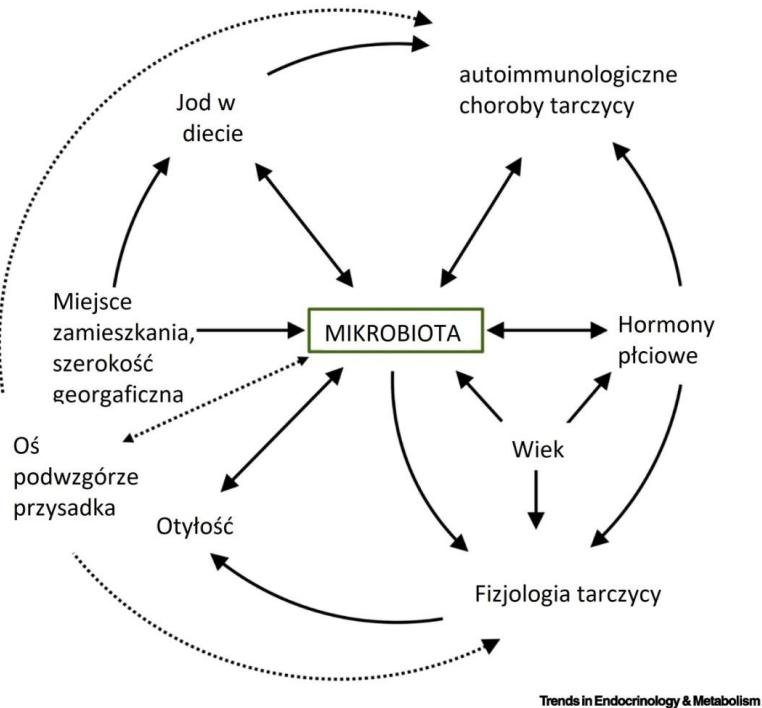 autoimmunologiczne
choroby tarczycy
Jod w
diecie
Miejsce
zamieszkania,
szerokość
georgaficzna
MIKROBIOTA
Hormony
płciowe
Wiek
Oś
podwzgórze
przysadka
Otyłość
Fizjologia tarczycy
Trends in Endocrinology & Metabolism